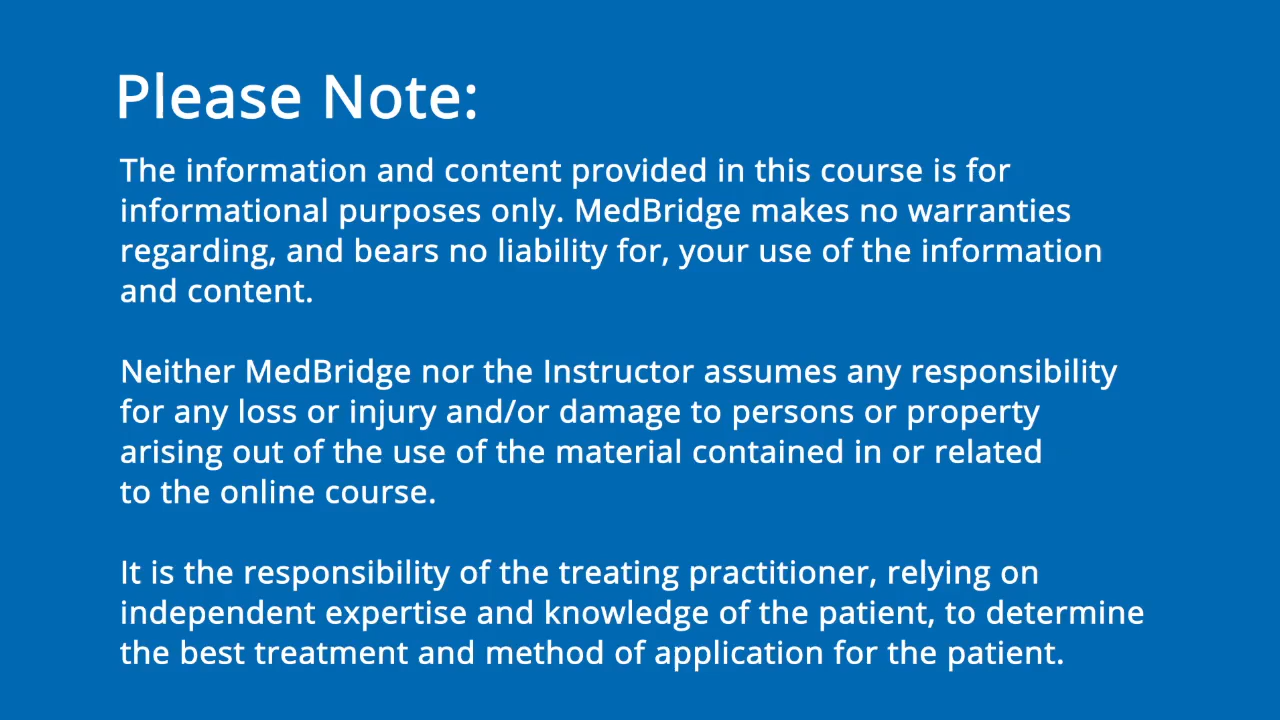 Please Note:
The information and content provided in this course is for
informational purposes only. MedBridge makes no warranties
regarding, and bears no liability for, your use of the information
and content.
Neither MedBridge nor the Instructor assumes any responsibility
for any loss or injury and/or damage to persons or property
arising out of the use of the material contained in or related
to the online course.
It is the responsibility of the treating practitioner, relying on
independent expertise and knowledge of the patient, to determine
the best treatment and method of application for the patient.